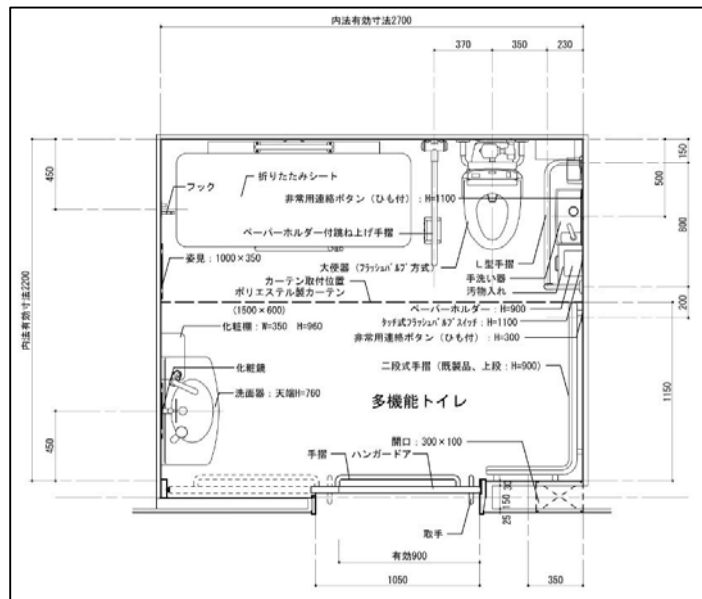 内法有効寸法2700
370
350
230
450
150
500
800
200
1150
内法有効寸法2200
フック
折りたたみシート
非常用連絡ボタン(ひも付):H=1100
ペーパーホルダー付跳ね上げ手摺
L型手摺
手洗い器
大便器(フラッシュバルブ方式)
汚物入れ
姿見:1000×350
カーテン取付位置
ポリエステル製カーテン
(1500×600)
ペーパーホルダー:H=900
タッチ式フラッシュバルブスイッチ:H=1100
非常用連絡ボタン(ひも付):H=300
化粧棚:W=350 H=960
化粧鏡
洗面器:天端H=760
二段式手摺(既製品、上段:H=900)
多機能トイレ
450
開口:300×100
手摺
ハンガードア
30
150
25
取手
有効900
1050
350